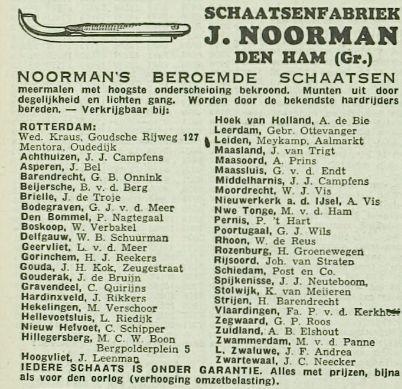 SCHAATSENFABRIEK
J. NOORMAN
DEN HAM (Gr.)
NOORMAN'S BEROEMDE SCHAATSEN
meermalen met hoogste onderscheiding bekroond. Munten uit door
degelijkheid en lichten gang. Worden door de bekendste hardrijders
bereden. — Verkrijgbaar bij:
ROTTERDAM:
Wed. Kraus, Goudsche Rijweg 127
Mentora, Oudedijk
Achthuizen, J. J. Campfens
Asperen, J. Bel
Barendrecht, G. B. Onnink
Beijersche, B. v. d. Berg
Brielle, J. de Troje
Bodegraven, G. J. v. d. Meer
Den Bommel, P. Nagtegaal
Boskoop, W. Verbakel
Delfgauw, W. B. Schuurman
Geervliet, L. v. d. Meer
Gorinchem, H. J. Reekers
Gouda, J. H. Kok, Zeugestraat
Gouderak, J. de Bruijn
Gravendeel, C. Quirijns
Hardinxveld, J. Rikkers
Hekelingen, M. Verschoor
Hellevoetsluis, L. Riedijk
Nieuw Helvoet, C. Schipper
Hillegersberg, M. C. W. Boon
Bergpolderplein 5
Hoogvliet, J. Leenman
Hoek van Holland, A. de Bie
Leerdam, Gebr. Ottevanger
Leiden, Meykamp, Aalmarkt
Maasland, J. van Trigt
Maasoord, A. Prins
Maassluis, G. v. d. Endt
Middelharnis, J. J. Campfens
Moordrecht, W. J. Vis
Nieuwerkerk a. d. IJsel, A. Vis
Nwe Tonge, M. v. d. Ham
Pernis, P. 't Hart
Poortugaal, G. J. Wils
Rhoon, W. de Reus
Rozenburg, H. Groenewegen
Rijsoord, Joh. van Straten
Schiedam, Post en Co.
Spijkenisse, J. J. Neuteboom,
Stolwijk, K. van Meijeren
Strijen, H. Barendrecht
Vlaardingen, Fa. P. v. d. Kerkhoff
Zegwaard, G. P. Roos
Zuidland, A. B. Elshout
Zwammerdam, M. v. d. Panne
L. Zwaluwe, J. F. Andrea
Zwartewaal, J. C. Neecker
IEDERE SCHAATS IS ONDER GARANTIE. Alles met prijzen, bijna
als voor den oorlog (verhooging omzetbelasting).